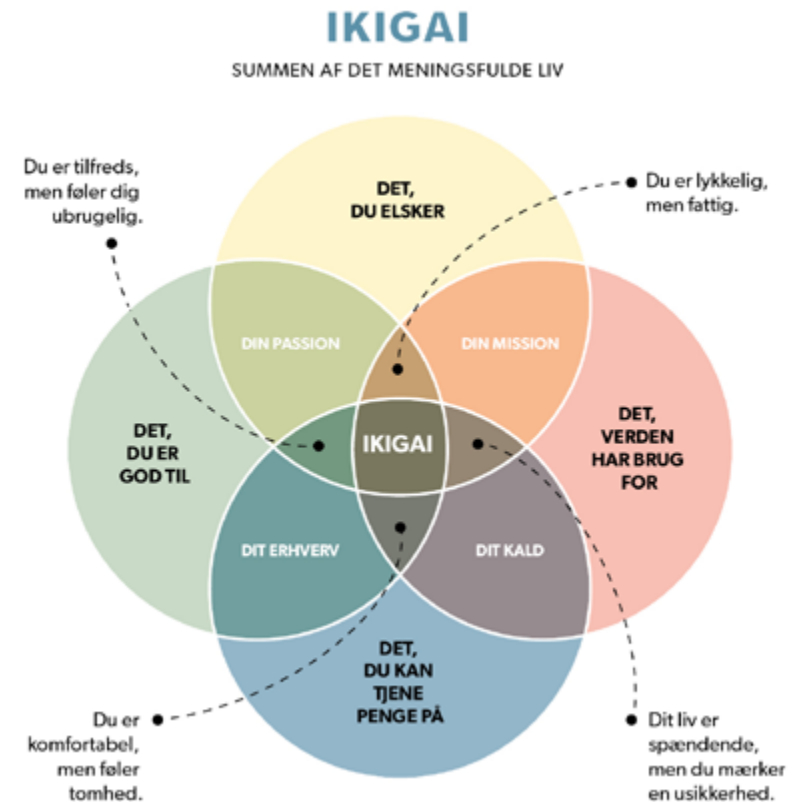 IKIGAI
SUMMEN AF DET MENINGSFULDE LIV
Du er tilfreds,
men føler dig
ubrugelig.
DET,
DU ELSKER
Du er lykkelig,
men fattig.
DIN PASSION
DIN MISSION
DET,
DU ER
GOD TIL
IKIGAI
DET,
VERDEN
HAR BRUG
FOR
DIT ERHVERV
DIT KALD
DET,
DU KAN
TJENE
PENGE PÅ
Du er
komfortabel,
men føler
tomhed.
Dit liv er
spændende,
men du mærker
en usikkerhed.